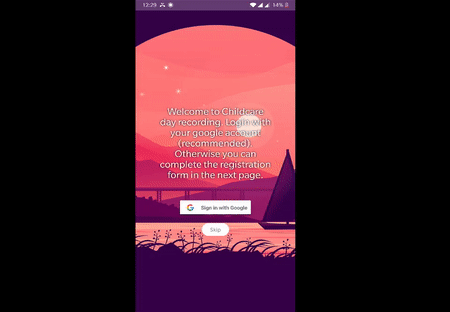 12:29
14%
Welcome to Childcare
day recording. Login with
your google account
(recommended).
Otherwise you can
complete the registration
form in the next page.
Sign in with Google
Skip